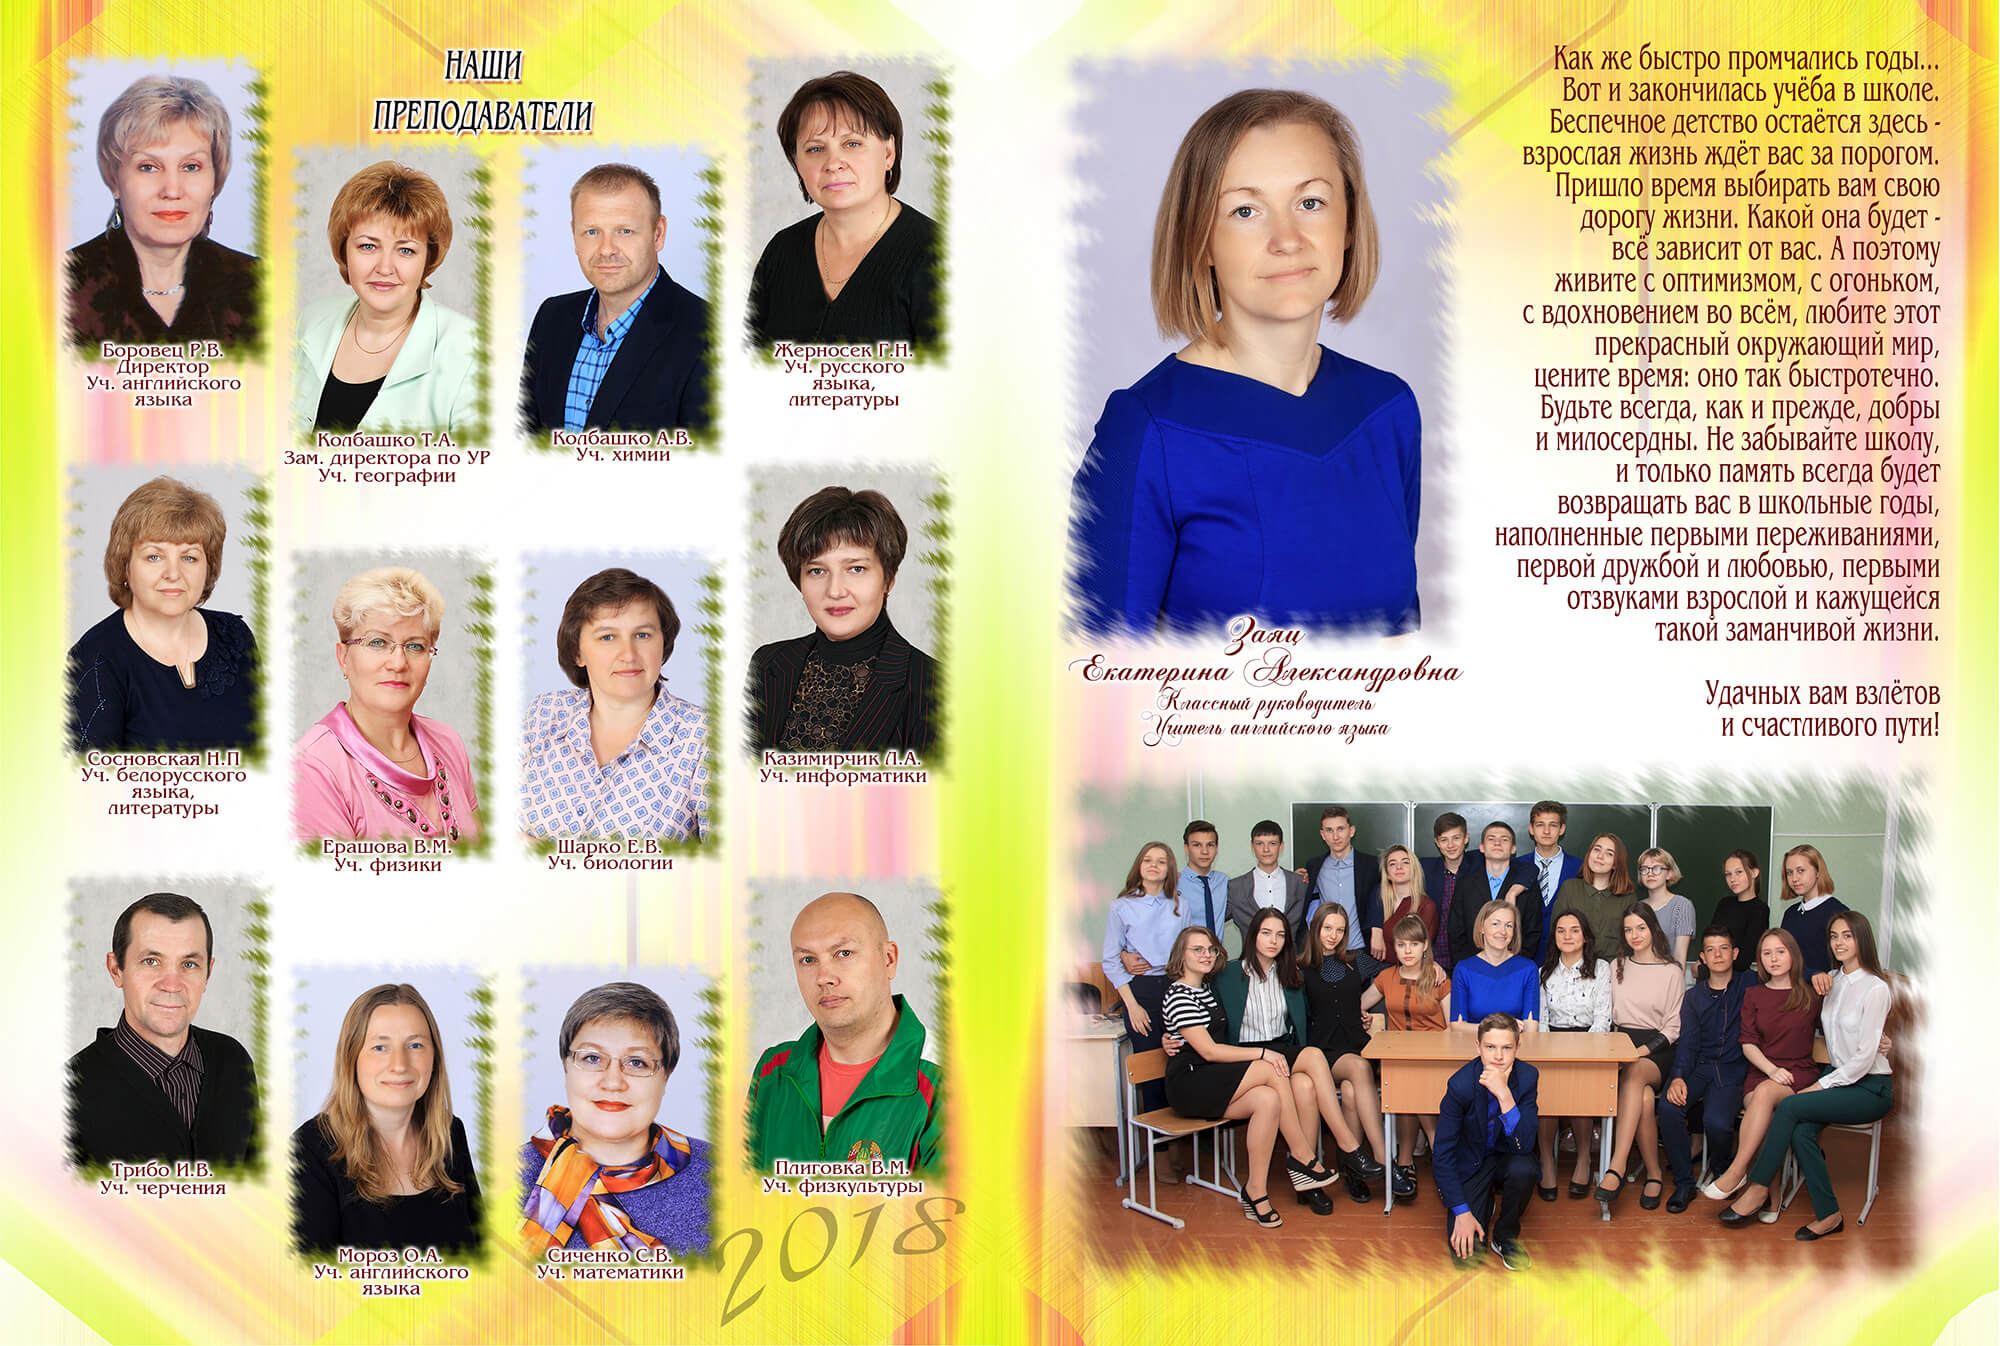 НАШИ
ПРЕПОДАВАТЕЛИ
Боровец Р.В.
Директор
Уч. английского
языка
Колбашко Т.А.
Зам. директора по УР
Уч. географии
Колбашко А.В.
Уч. химии
Жерносек Г.Н.
Уч. русского
языка,
литературы
Сосновская Н.П
Уч. белорусского
языка,
литературы
Ерашова В.М.
Уч. физики
Шарко Е.В.
Уч. биологии
Казимирчик Л.А.
Уч. информатики
Трибо И.В.
Уч. черчения
Мороз О.А.
Уч. английского
языка
Сиченко С.В.
Уч. математики
Плиговка В.М.
Уч. физкультуры
2018
Заяц
Екатерина Александровна
Классный руководитель
Учитель английского языка
Как же быстро промчались годы...
Вот и закончилась учёба в школе.
Беспечное детство остаётся здесь -
взрослая жизнь ждёт вас за порогом.
Пришло время выбирать вам свою
дорогу жизни. Какой она будет -
всё зависит от вас. А поэтому
живите с оптимизмом, с огоньком,
с вдохновением во всём, любите этот
прекрасный окружающий мир,
цените время: оно так быстротечно.
Будьте всегда, как и прежде, добры
и милосердны. Не забывайте школу,
и только память всегда будет
возвращать вас в школьные годы,
наполненные первыми переживаниями,
первой дружбой и любовью, первыми
отзвуками взрослой и кажущейся
такой заманчивой жизни.
Удачных вам взлётов
и счастливого пути!